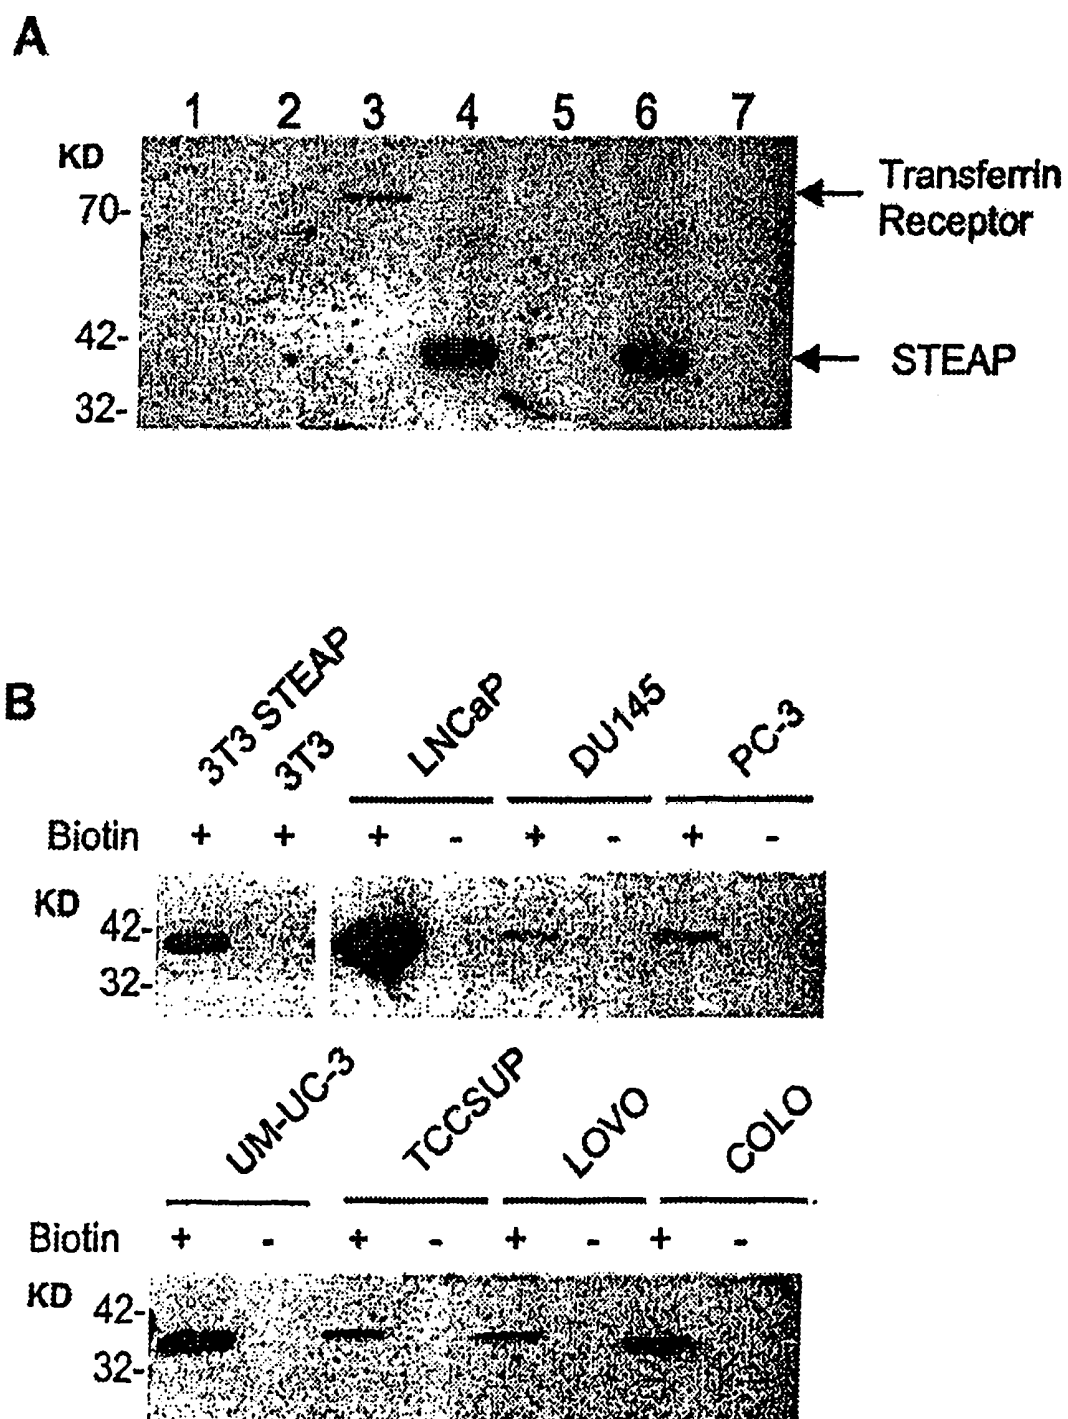 A
1 2 3 4 5 6 7
KD
70-
42-
32-
Transferrin
Receptor
STEAP
B
3T3 STEAP 3T3 LNCaP DU145 PC-3
Biotin + + + - + - + -
KD
42-
32-
UM-UC-3 TCCSUP LOVO COLO
Biotin + - + - + - + -
KD
42-
32-